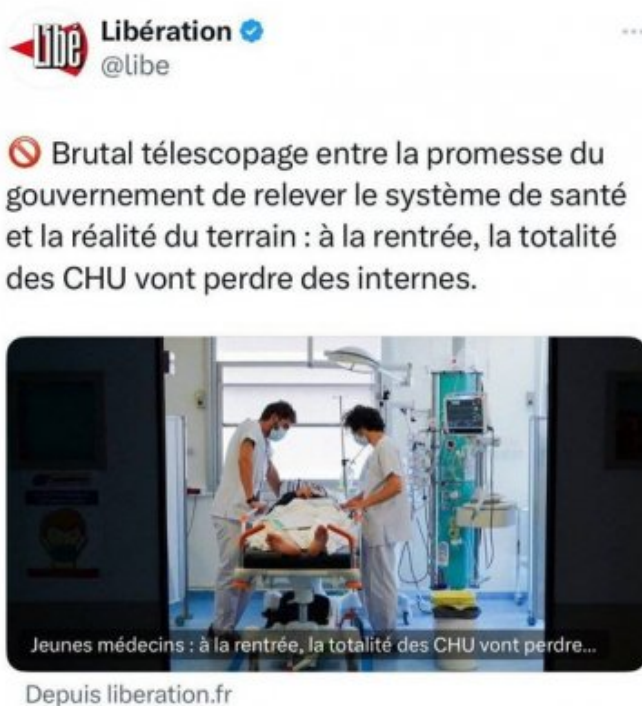 Libé
Libération
@libe
🚫 Brutal télescopage entre la promesse du
gouvernement de relever le système de santé
et la réalité du terrain : à la rentrée, la totalité
des CHU vont perdre des internes.
Jeunes médecins : à la rentrée, la totalité des CHU vont perdre...
Depuis liberation.fr